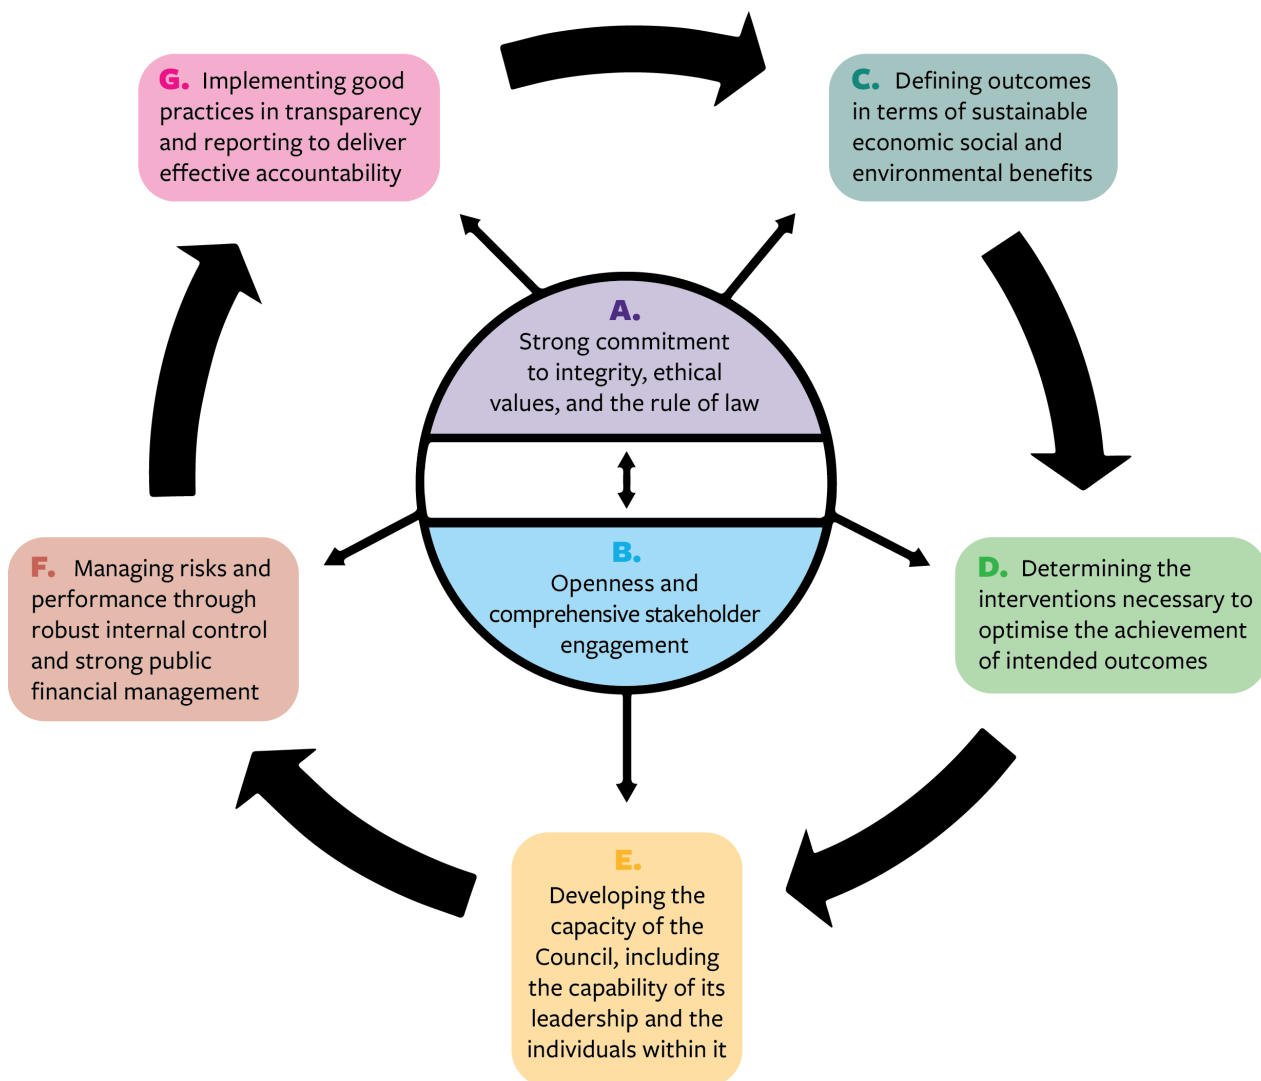 G. Implementing good
practices in transparency
and reporting to deliver
effective accountability
C. Defining outcomes
in terms of sustainable
economic social and
environmental benefits
A.
Strong commitment
to integrity, ethical
values, and the rule of law
B.
Openness and
comprehensive stakeholder
engagement
F. Managing risks and
performance through
robust internal control
and strong public
financial management
D. Determining the
interventions necessary to
optimise the achievement
of intended outcomes
E.
Developing the
capacity of the
Council, including
the capability of its
leadership and the
individuals within it